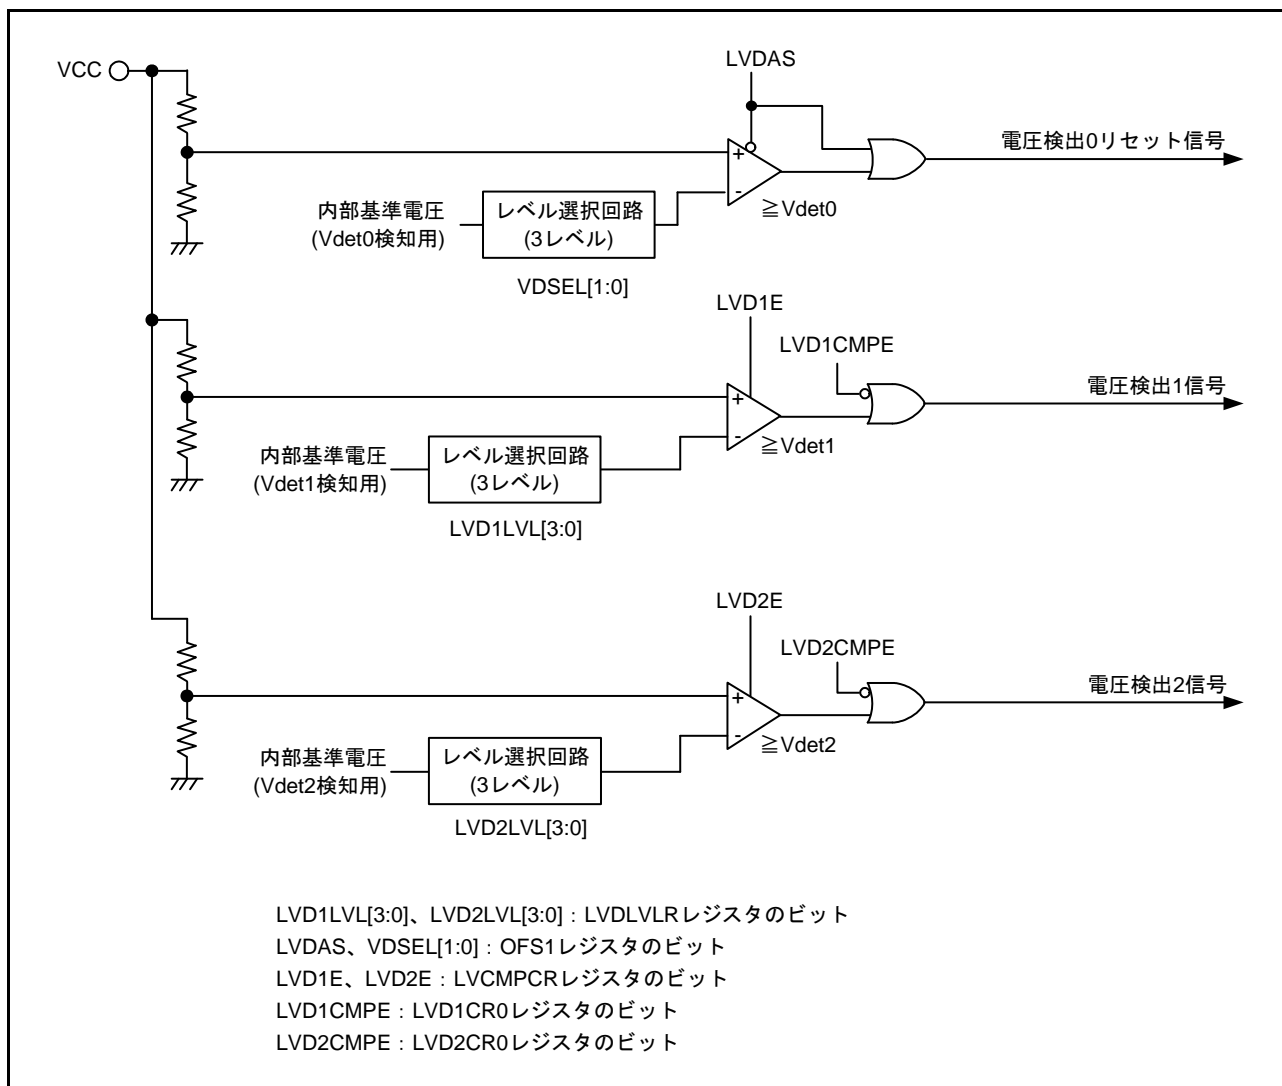 VCC
LVDAS
+
-
≧Vdet0
電圧検出0リセット信号
内部基準電圧
(Vdet0検知用)
レベル選択回路
(3レベル)
VDSEL[1:0]
LVD1E
LVD1CMPE
+
-
≧Vdet1
電圧検出1信号
内部基準電圧
(Vdet1検知用)
レベル選択回路
(3レベル)
LVD1LVL[3:0]
LVD2E
LVD2CMPE
+
-
≧Vdet2
電圧検出2信号
内部基準電圧
(Vdet2検知用)
レベル選択回路
(3レベル)
LVD2LVL[3:0]
LVD1LVL[3:0]、LVD2LVL[3:0]：LVDLVLRレジスタのビット
LVDAS、VDSEL[1:0]：OFS1レジスタのビット
LVD1E、LVD2E：LVCMPCRレジスタのビット
LVD1CMPE：LVD1CR0レジスタのビット
LVD2CMPE：LVD2CR0レジスタのビット